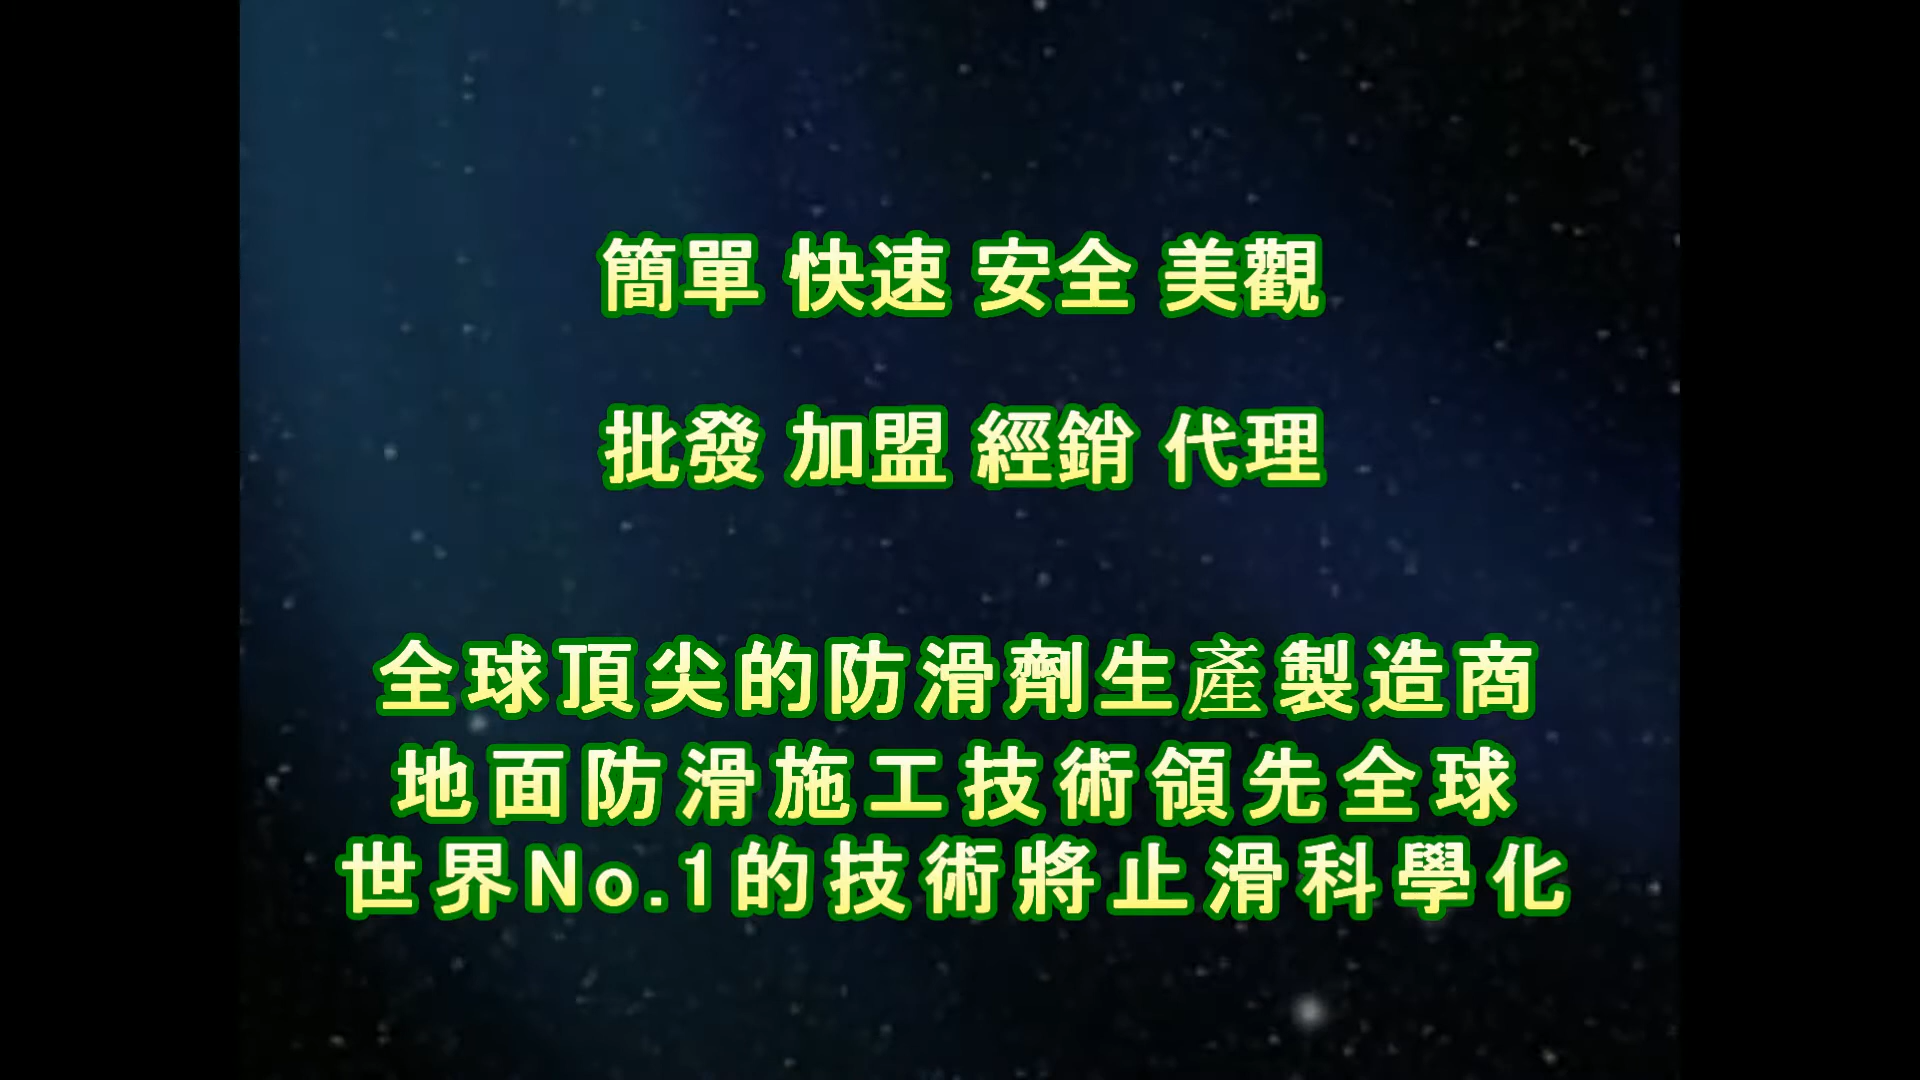 簡單 快速 安全 美觀
批發 加盟 經銷 代理
全球頂尖的防滑劑生產製造商
地面防滑施工技術領先全球
世界No.1的技術將止滑科學化